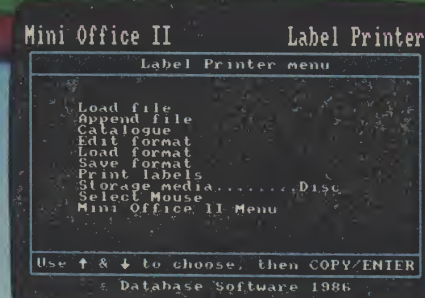 Mini Office II Label Printer
Label Printer menu
Load file
Append file
Catalogue
Edit format
Load format
Save format
Print labels
Storage media........Disc
Select Mouse
Mini Office II Menu
Use ↑ & ↓ to choose, then COPY/ENTER
© Database Software 1986